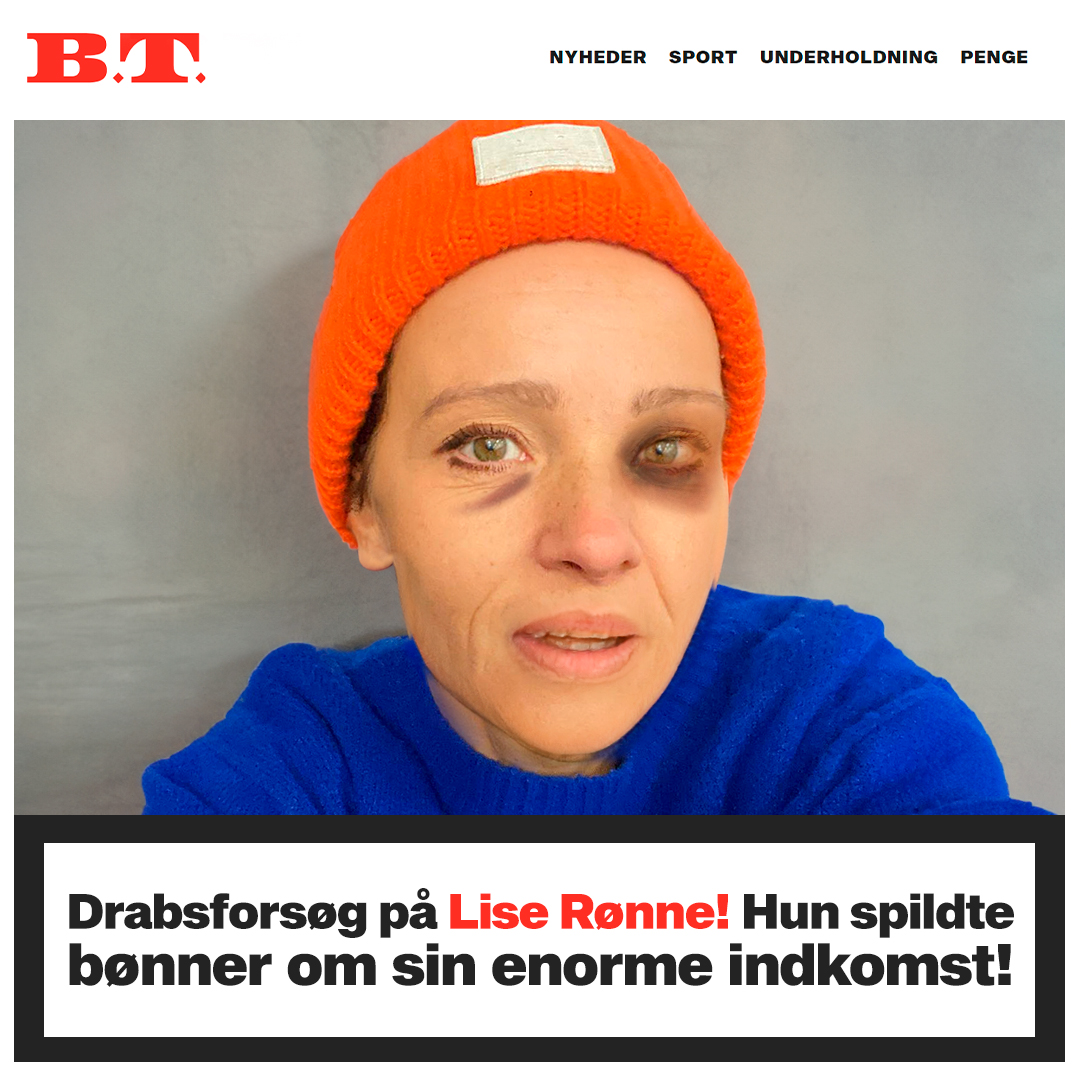 B.T.
NYHEDER SPORT UNDERHOLDNING PENGE
Drabsforsøg på Lise Rønne! Hun spildte
bønner om sin enorme indkomst!